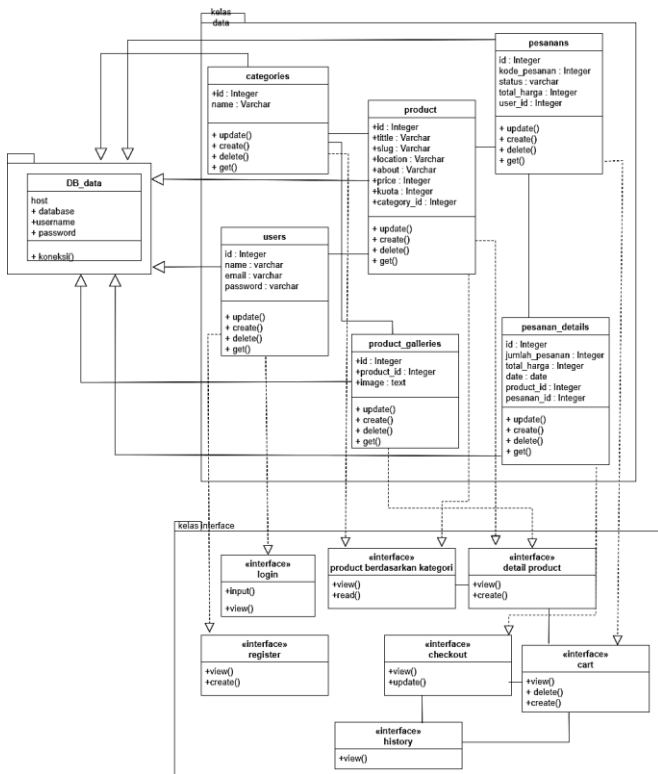 kelas
data
categories
+id : Integer
name : Varchar
+ update()
+ create()
+ delete()
+ get()
product
+id : Integer
+tittle : Varchar
+slug : Varchar
+location : Varchar
+about : Varchar
+price : Integer
+kuota : Integer
+category_id : Integer
+ update()
+ create()
+ delete()
+ get()
pesanans
id : Integer
kode_pesanan : Integer
status : varchar
total_harga : Integer
user_id : Integer
+ update()
+ create()
+ delete()
+ get()
DB_data
host
+ database
+username
+ password
+ koneksi()
users
id : Integer
name : varchar
email : varchar
password : varchar
+ update()
+ create()
+ delete()
+ get()
product_galleries
+id : Integer
+product_id : Integer
+image : text
+ update()
+ create()
+ delete()
+ get()
pesanan_details
id : Integer
jumlah_pesanan : Integer
total_harga : Integer
date : date
product_id : Integer
pesanan_id : Integer
+ update()
+ create()
+ delete()
+ get()
kelas Interface
«interface»
login
+input()
+view()
«interface»
product berdasarkan kategori
+view()
+read()
«interface»
detail product
+view()
+create()
«interface»
register
+view()
+create()
«interface»
checkout
+view()
+update()
«interface»
cart
+view()
+ delete()
+create()
«interface»
history
+view()